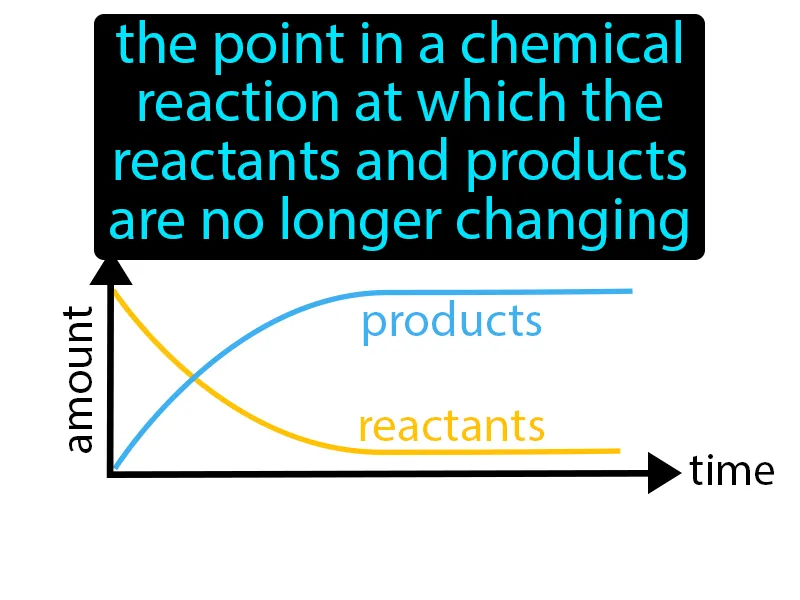 the point in a chemical
reaction at which the
reactants and products
are no longer changing
amount
products
reactants
time